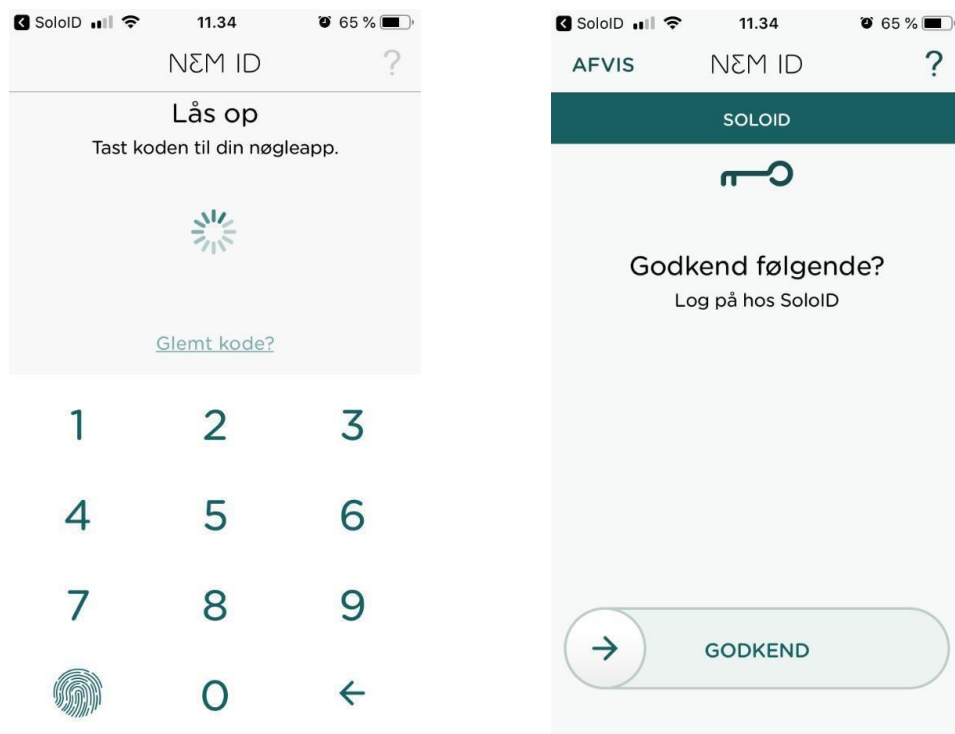 SoloID 11.34 65 %
NEM ID ?
Lås op
Tast koden til din nøgleapp.
Glemt kode?
1 2 3
4 5 6
7 8 9
0
SoloID 11.34 65 %
AFVIS NEM ID ?
SOLOID
Godkend følgende?
Log på hos SoloID
GODKEND